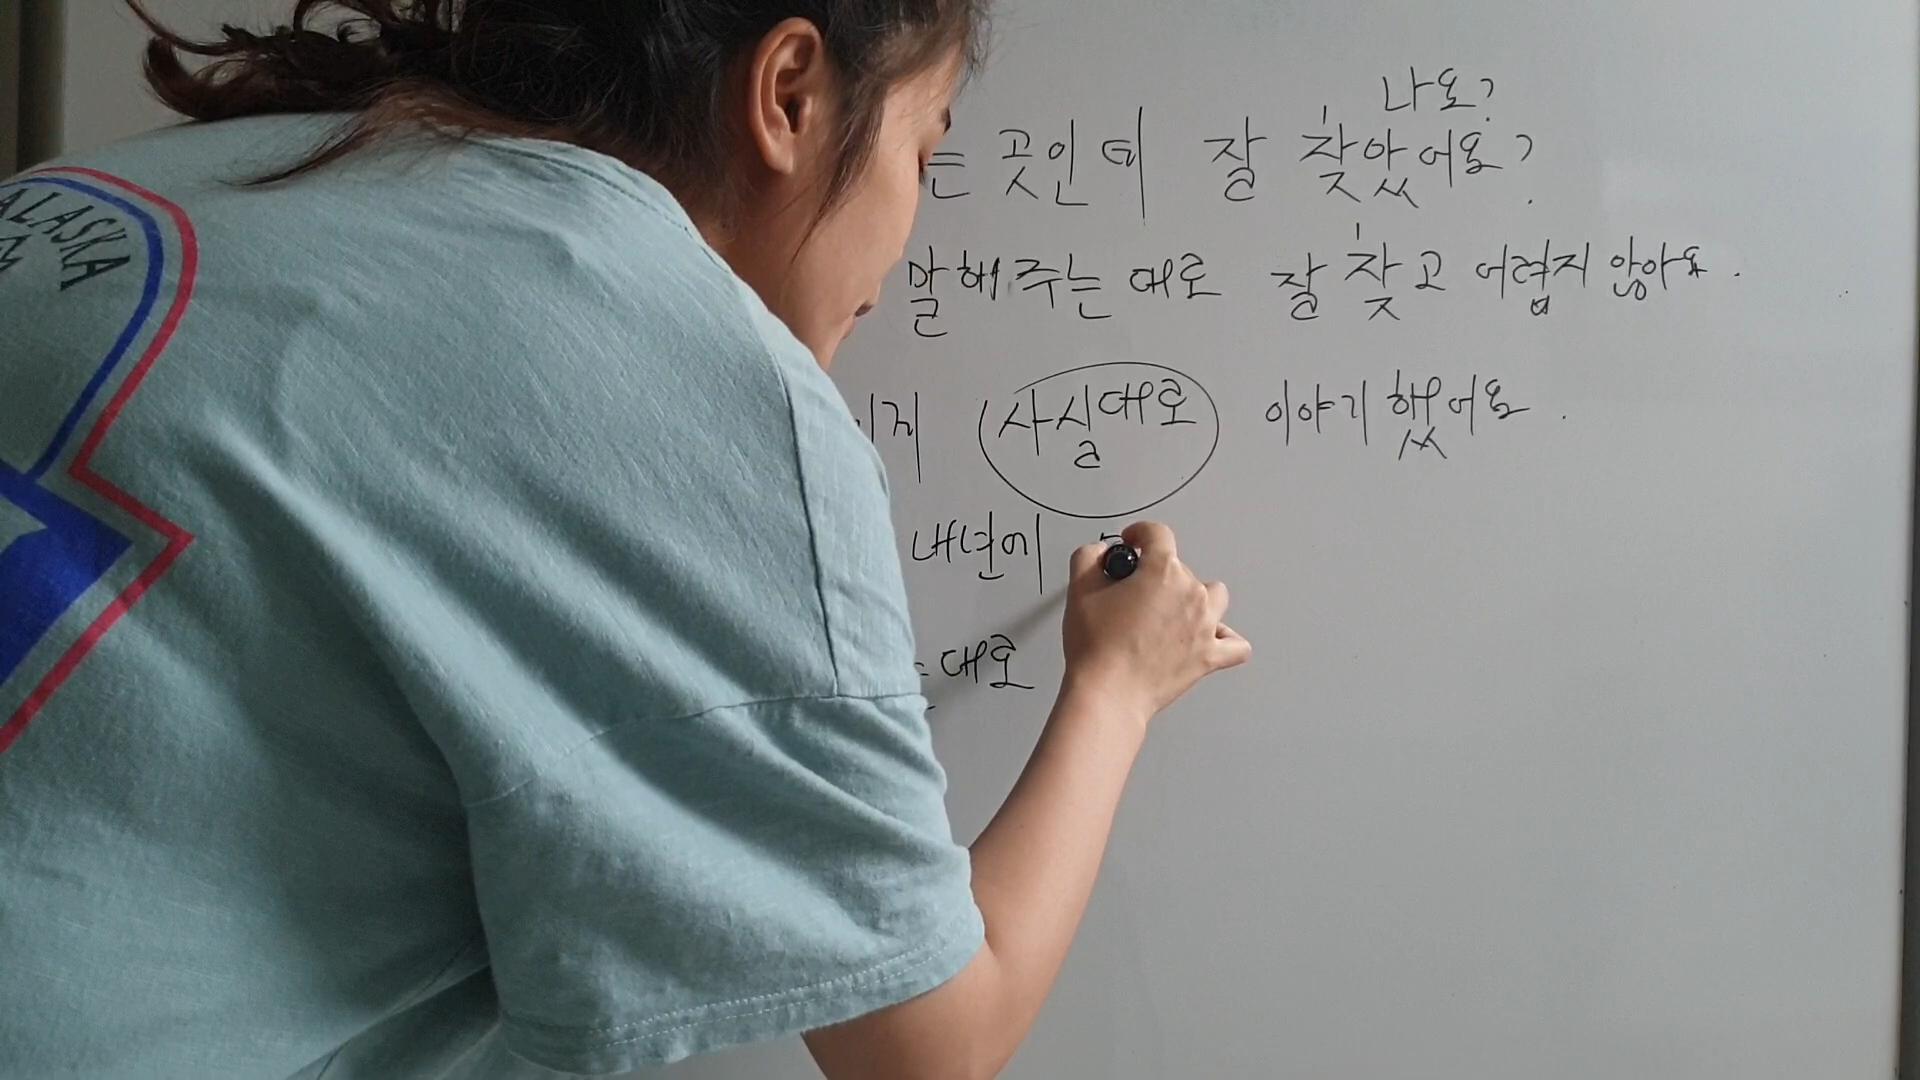 ALASKA
나요?
는 곳인데 잘 찾았어요?
말해 주는 대로 잘 찾고 어렵지 않아요.
사실대로 이야기 했어요.
내년에
대로